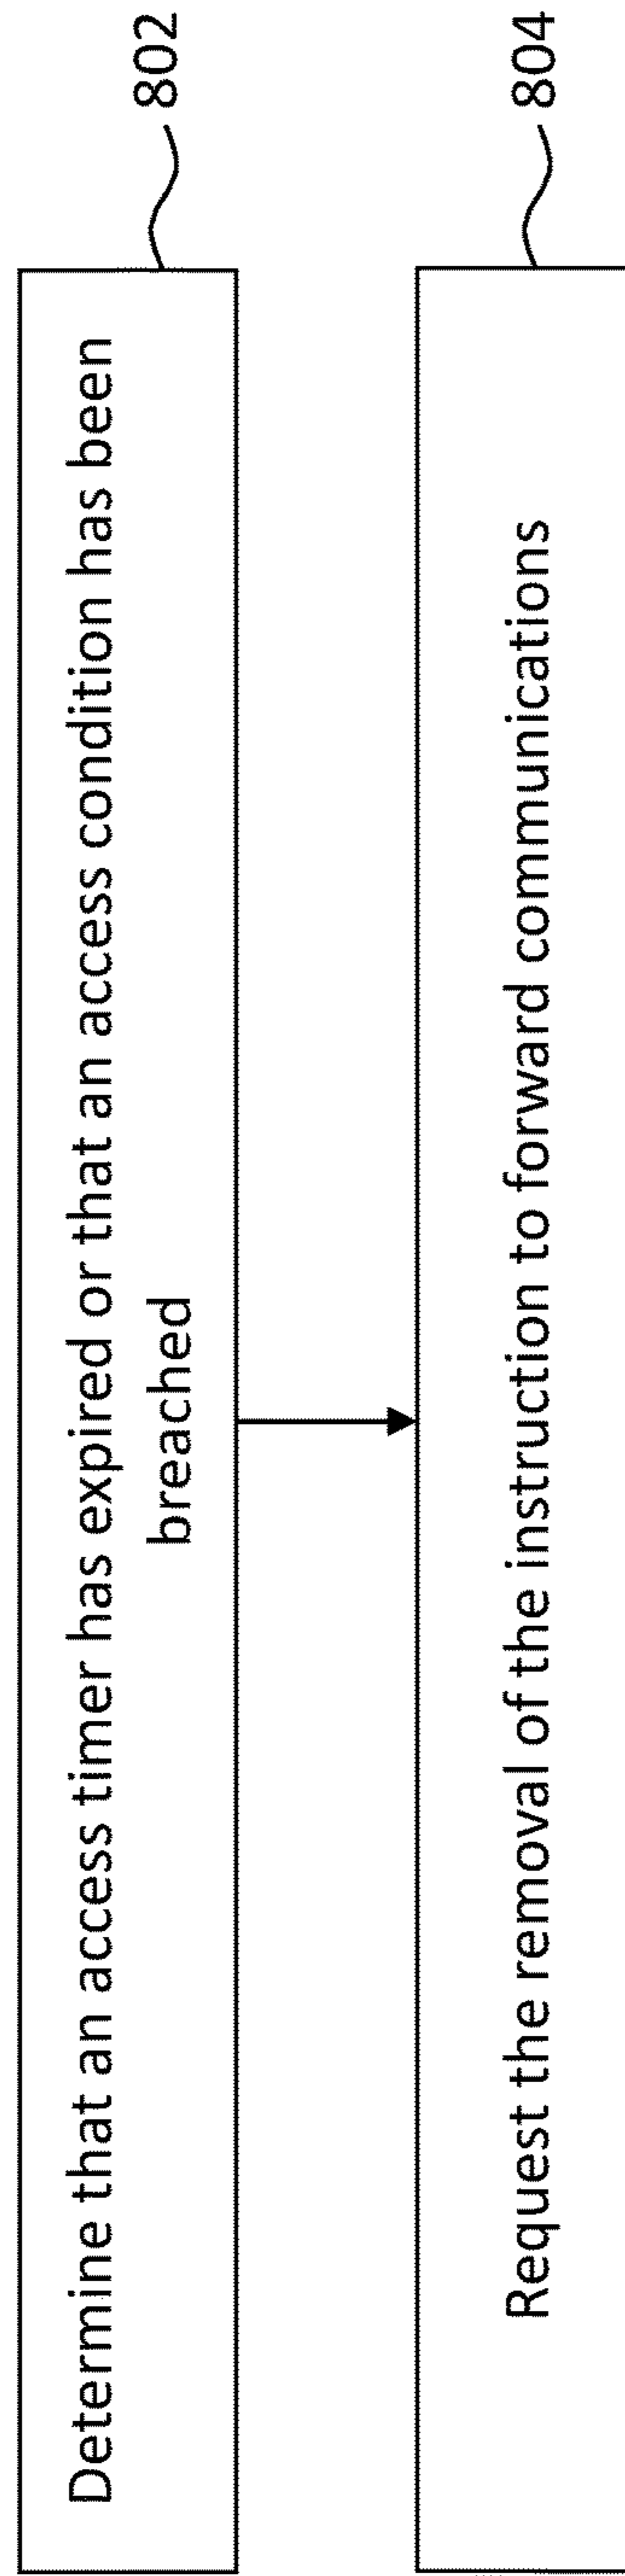 Determine that an access timer has expired or that an access condition has been
breached
802
Request the removal of the instruction to forward communications
804